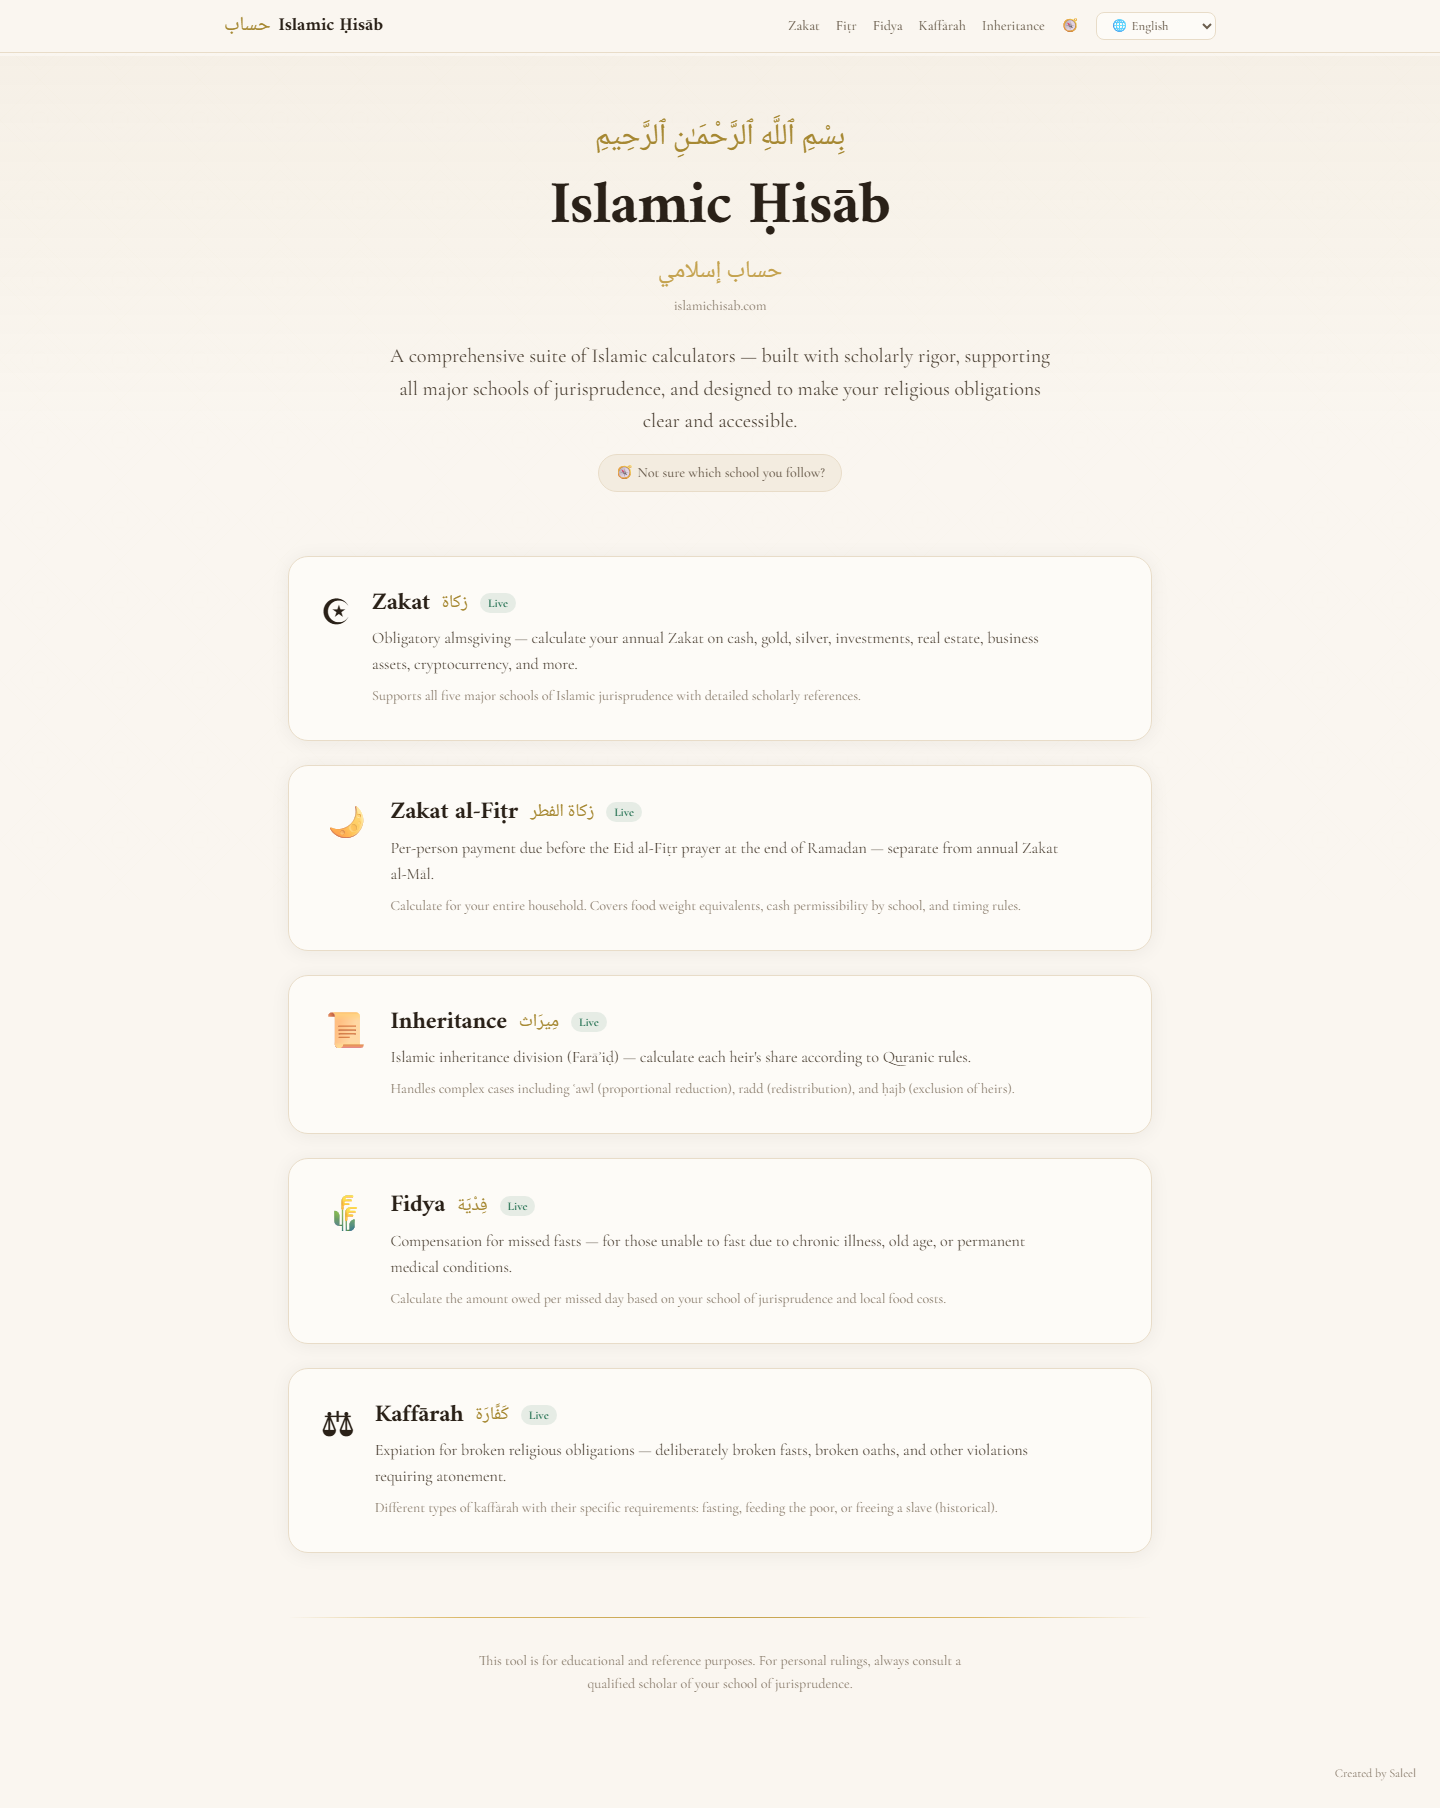 حساب Islamic Ḥisāb
Zakat Fiṭr Fidya Kaffārah Inheritance English
بِسْمِ ٱللَّهِ ٱلرَّحْمَـٰنِ ٱلرَّحِيمِ
Islamic Ḥisāb
حساب إسلامي
islamichisab.com
A comprehensive suite of Islamic calculators — built with scholarly rigor, supporting
all major schools of jurisprudence, and designed to make your religious obligations
clear and accessible.
Not sure which school you follow?
Zakat زكاة Live
Obligatory almsgiving — calculate your annual Zakat on cash, gold, silver, investments, real estate, business
assets, cryptocurrency, and more.
Supports all five major schools of Islamic jurisprudence with detailed scholarly references.
Zakat al-Fiṭr زكاة الفطر Live
Per-person payment due before the Eid al-Fiṭr prayer at the end of Ramadan — separate from annual Zakat
al-Māl.
Calculate for your entire household. Covers food weight equivalents, cash permissibility by school, and timing rules.
Inheritance مِيرَاث Live
Islamic inheritance division (Farāʾiḍ) — calculate each heir's share according to Quranic rules.
Handles complex cases including ʿawl (proportional reduction), radd (redistribution), and ḥajb (exclusion of heirs).
Fidya فِدْيَة Live
Compensation for missed fasts — for those unable to fast due to chronic illness, old age, or permanent
medical conditions.
Calculate the amount owed per missed day based on your school of jurisprudence and local food costs.
Kaffārah كَفَّارَة Live
Expiation for broken religious obligations — deliberately broken fasts, broken oaths, and other violations
requiring atonement.
Different types of kaffārah with their specific requirements: fasting, feeding the poor, or freeing a slave (historical).
This tool is for educational and reference purposes. For personal rulings, always consult a
qualified scholar of your school of jurisprudence.
Created by Saleel